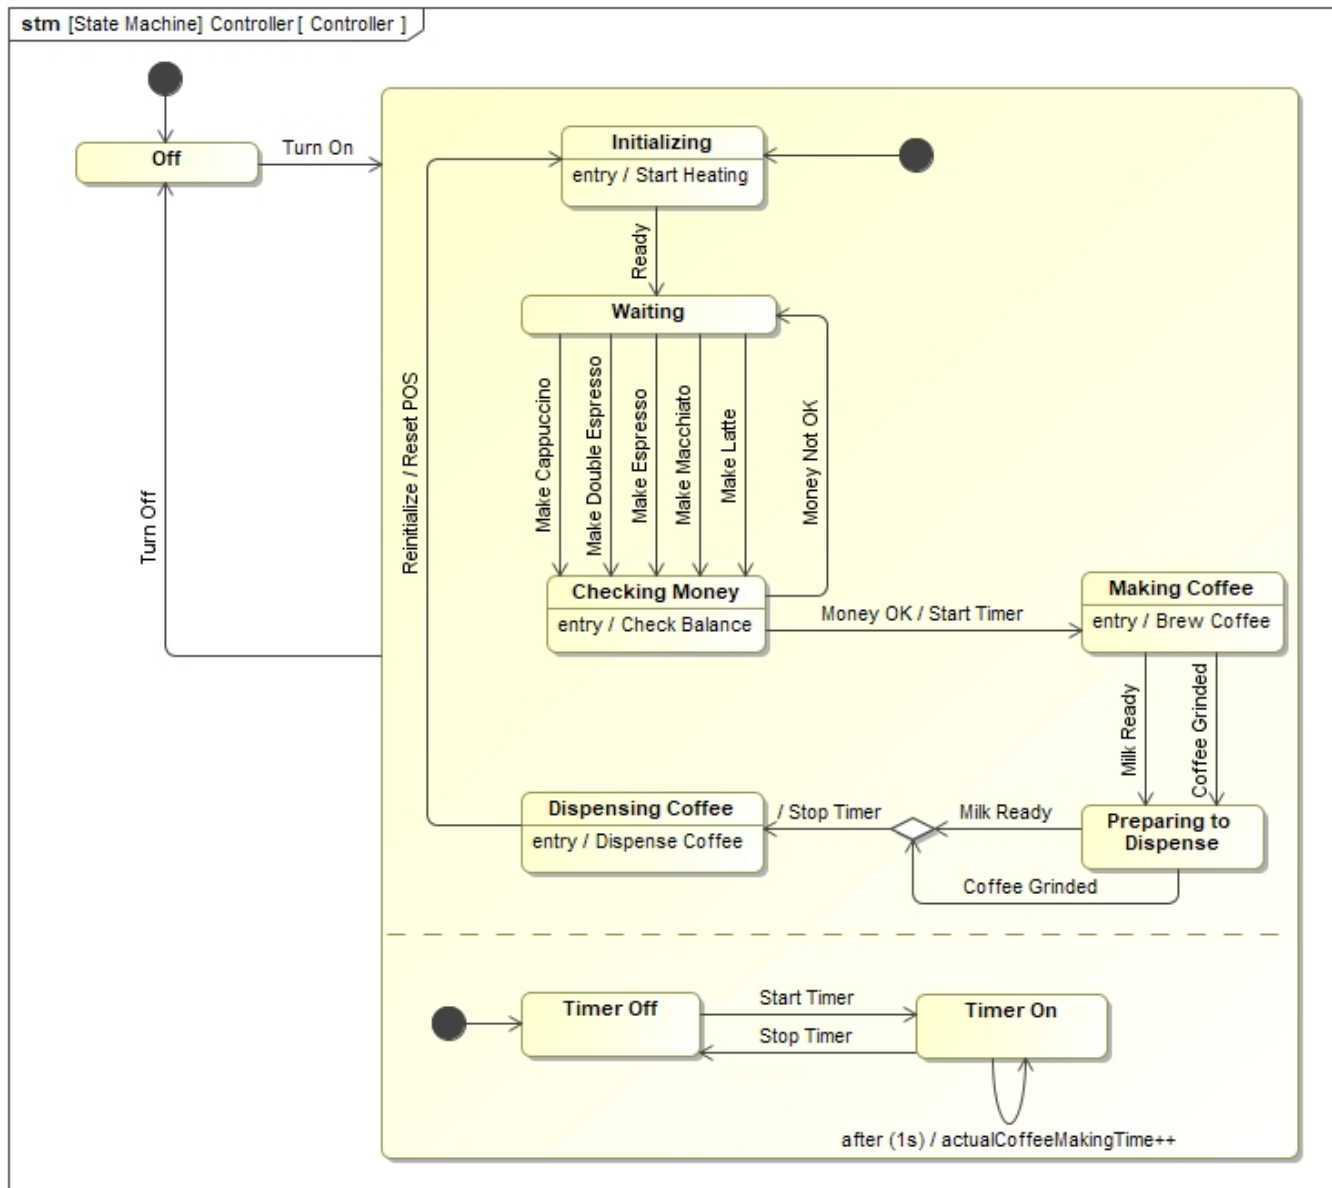 stm [State Machine] Controller [ Controller ]
Off
Turn On
Initializing
entry / Start Heating
Ready
Waiting
Make Cappuccino
Make Double Espresso
Make Espresso
Make Macchiato
Make Latte
Money Not OK
Reinitialize / Reset POS
Turn Off
Checking Money
entry / Check Balance
Money OK / Start Timer
Making Coffee
entry / Brew Coffee
Milk Ready
Coffee Grinded
Dispensing Coffee
entry / Dispense Coffee
/ Stop Timer
Milk Ready
Preparing to
Dispense
Coffee Grinded
Timer Off
Start Timer
Stop Timer
Timer On
after (1s) / actualCoffeeMakingTime++